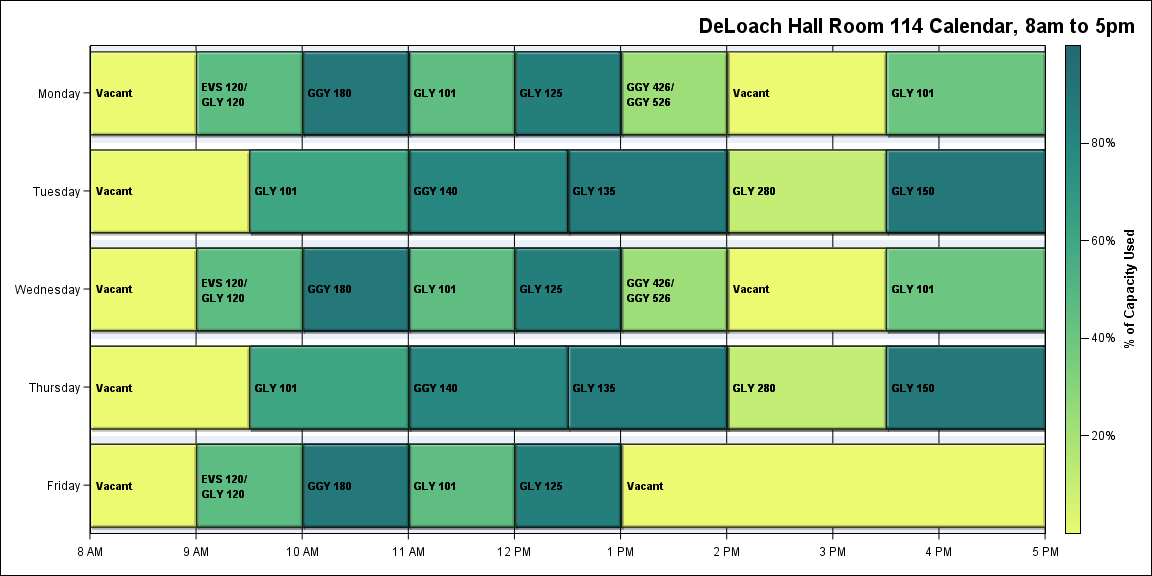 DeLoach Hall Room 114 Calendar, 8am to 5pm
Monday
Vacant
EVS 120/
GLY 120
GGY 180
GLY 101
GLY 125
GGY 426/
GGY 526
Vacant
GLY 101
Tuesday
Vacant
GLY 101
GGY 140
GLY 135
GLY 280
GLY 150
Wednesday
Vacant
EVS 120/
GLY 120
GGY 180
GLY 101
GLY 125
GGY 426/
GGY 526
Vacant
GLY 101
Thursday
Vacant
GLY 101
GGY 140
GLY 135
GLY 280
GLY 150
Friday
Vacant
EVS 120/
GLY 120
GGY 180
GLY 101
GLY 125
Vacant
8 AM
9 AM
10 AM
11 AM
12 PM
1 PM
2 PM
3 PM
4 PM
5 PM
80%
60%
40%
20%
% of Capacity Used